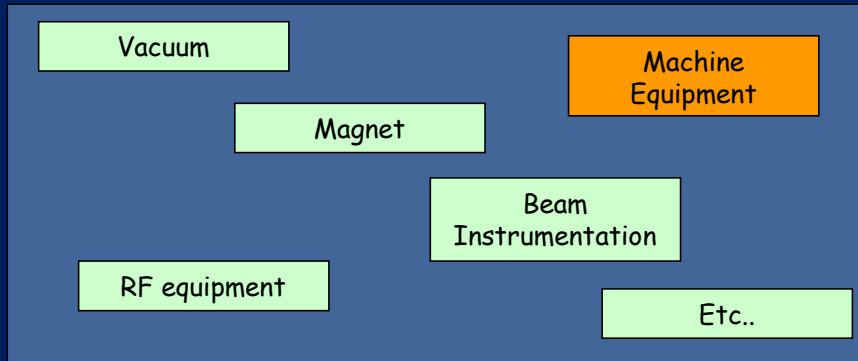 Vacuum
Machine
Equipment
Magnet
Beam
Instrumentation
RF equipment
Etc..